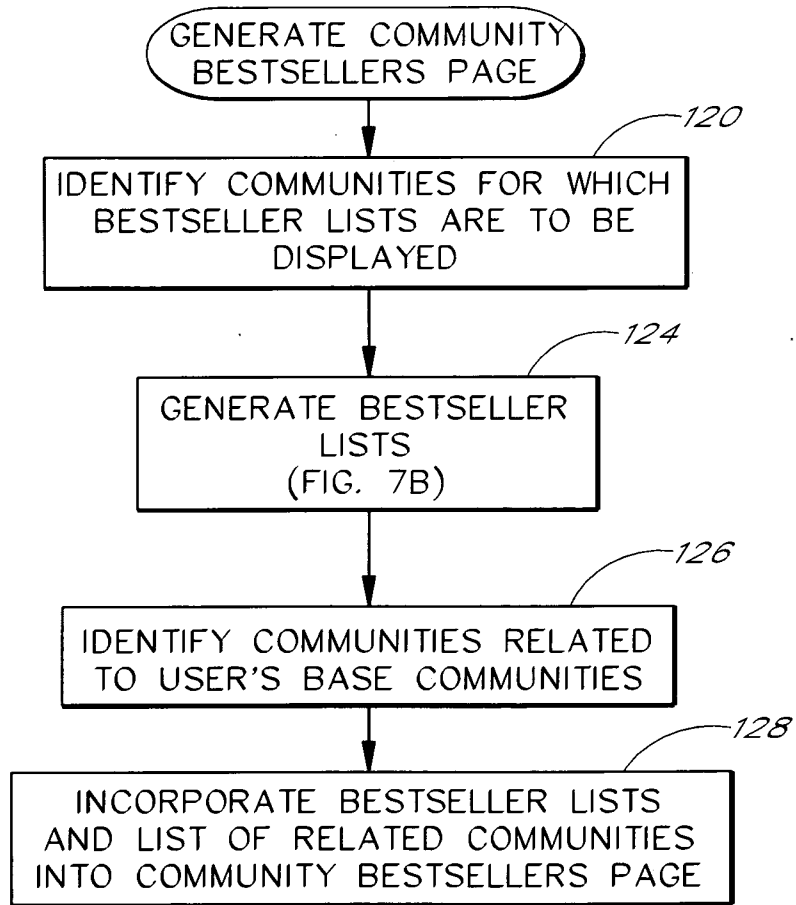 GENERATE COMMUNITY
BESTSELLERS PAGE
120
IDENTIFY COMMUNITIES FOR WHICH
BESTSELLER LISTS ARE TO BE
DISPLAYED
124
GENERATE BESTSELLER
LISTS
(FIG. 7B)
126
IDENTIFY COMMUNITIES RELATED
TO USER'S BASE COMMUNITIES
128
INCORPORATE BESTSELLER LISTS
AND LIST OF RELATED COMMUNITIES
INTO COMMUNITY BESTSELLERS PAGE